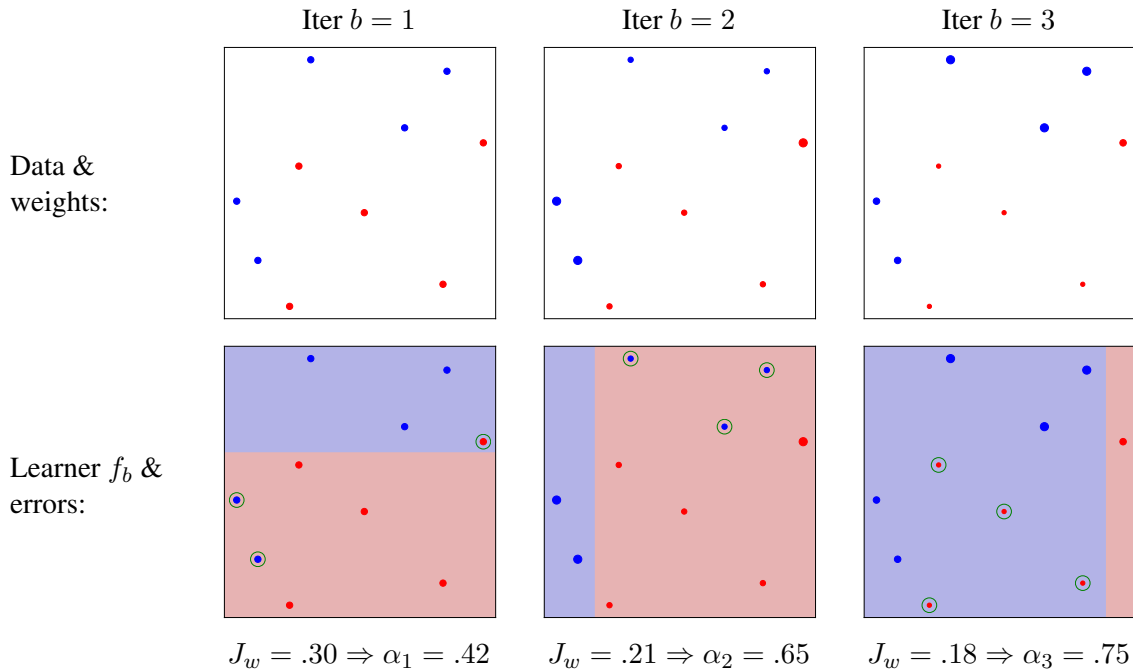 Iter b = 1
Iter b = 2
Iter b = 3
Data &
weights:
Learner f_b &
errors:
J_w = .30 ⇒ α_1 = .42
J_w = .21 ⇒ α_2 = .65
J_w = .18 ⇒ α_3 = .75